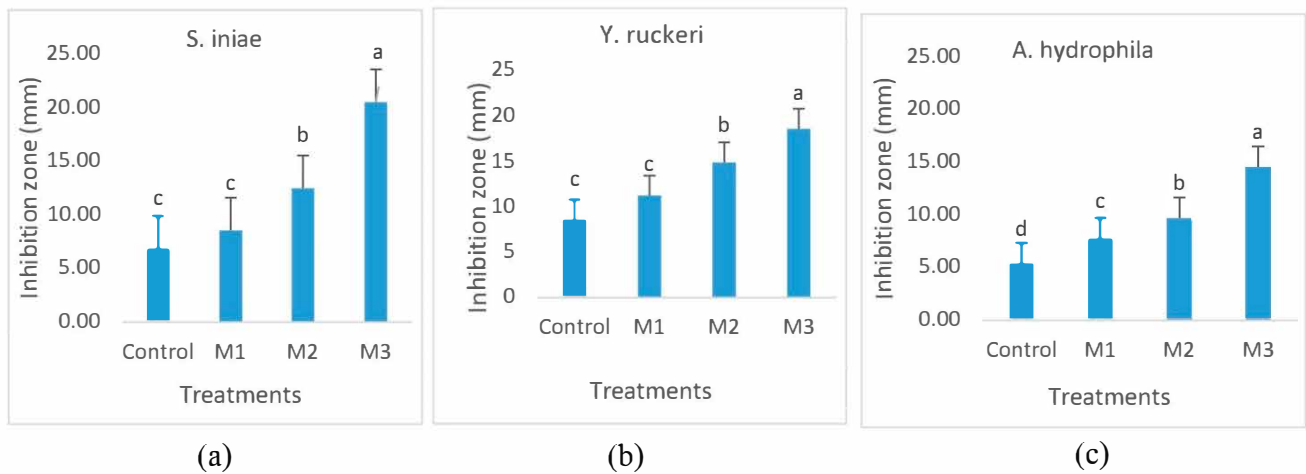 S. iniae
25.00
20.00
15.00
10.00
5.00
0.00
Inhibition zone (mm)
c
c
b
a
Control M1 M2 M3
Treatments
(a)
Y. ruckeri
25
20
15
10
5
0
Inhibition zone (mm)
c
c
b
a
Control M1 M2 M3
Treatments
(b)
A. hydrophila
25.00
20.00
15.00
10.00
5.00
0.00
Inhibition zone (mm)
d
c
b
a
Control M1 M2 M3
Treatments
(c)